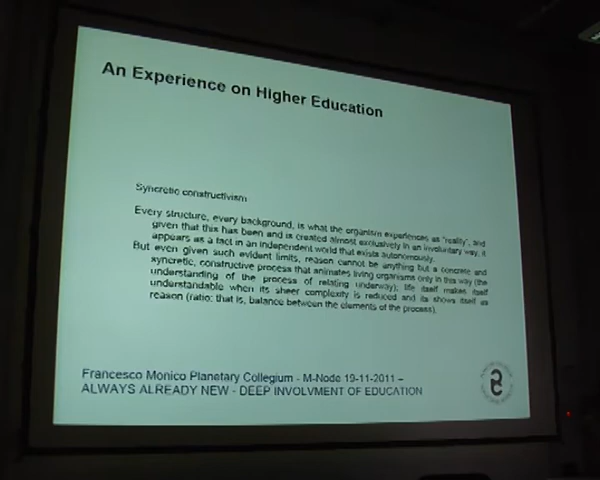 An Experience on Higher Education
Syncretic constructivism
Every structure, every background, is what the organism experiences as "reality", and
given that this has been and is created almost exclusively in an involuntary way, it
appears as a fact in an independent world that exists autonomously.
But even given such evident limits, reason cannot be anything but a concrete and
syncretic, constructive process that animates living organisms only in this way (the
understanding of the process of relating underway); life itself makes itself
understandable when its sheer complexity is reduced and its shows itself as
reason (ratio; that is, balance between the elements of the process).
Francesco Monico Planetary Collegium - M-Node 19-11-2011 –
ALWAYS ALREADY NEW - DEEP INVOLVMENT OF EDUCATION